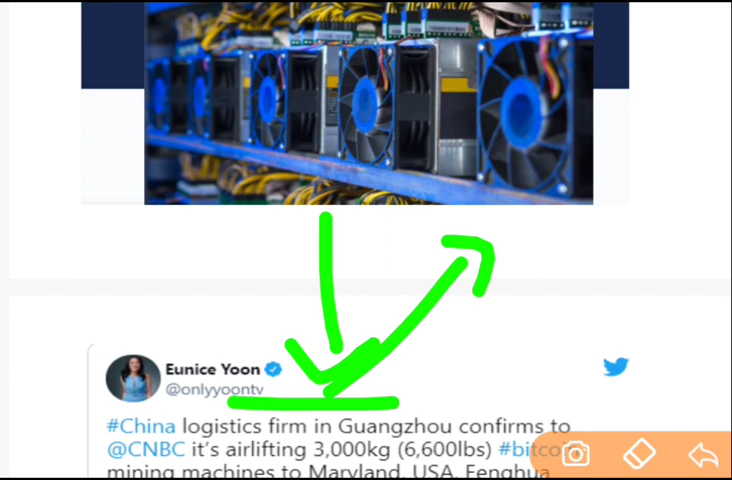 Eunice Yoon
@onlyyoontv
#China logistics firm in Guangzhou confirms to
@CNBC it's airlifting 3,000kg (6,600lbs) #bitcoin
mining machines to Maryland, USA. Fenghua